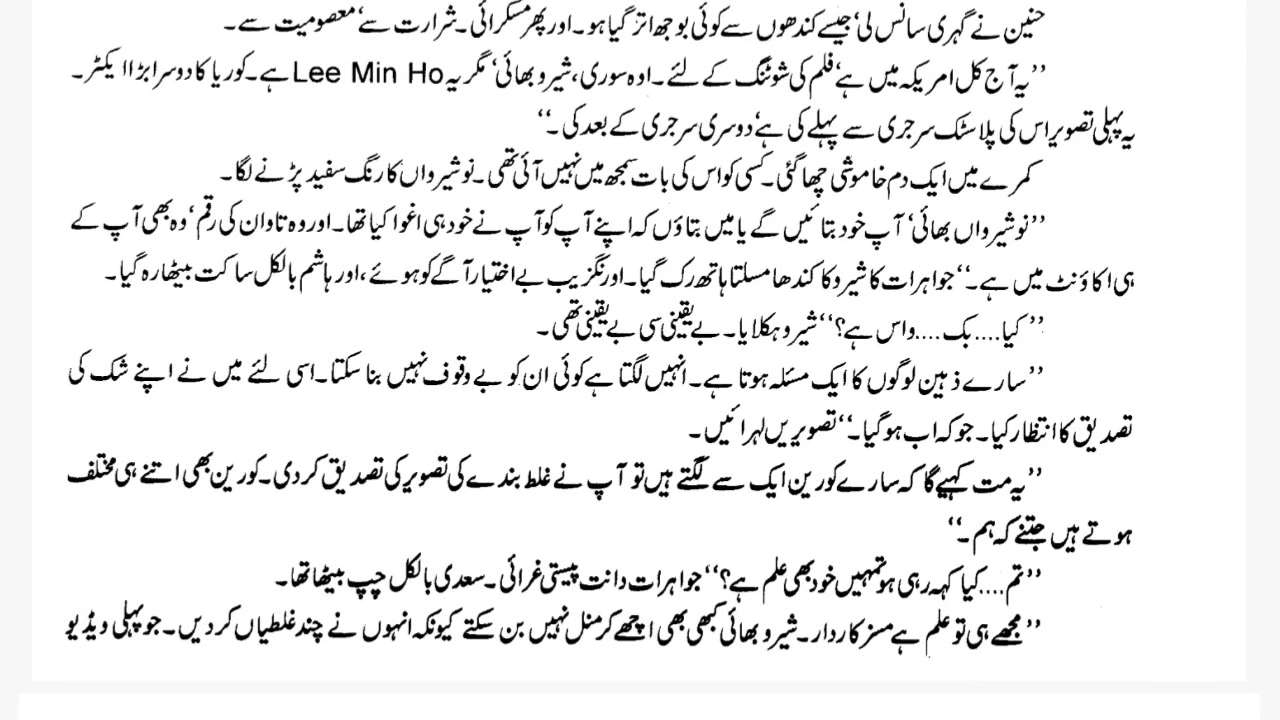 حنین نے گہری سانس لی، جیسے کندھوں سے کوئی بوجھ اتر گیا ہو۔ اور پھر مسکرائی۔ شرارت سے، معصومیت سے۔
’’یہ آج کل امریکہ میں ہے، فلم کی شوٹنگ کے لئے۔ اوہ سوری، شیرو بھائی، مگر یہ Lee Min Ho ہے۔ کوریا کا دوسرا بڑا ایکٹر۔
یہ پہلی تصویر اس کی پلاسٹک سرجری سے پہلے کی ہے، دوسری سرجری کے بعد کی۔‘‘
کمرے میں ایک دم خاموشی چھا گئی۔ کسی کو اس کی بات سمجھ میں نہیں آئی تھی۔ نوشیرواں کا رنگ سفید پڑنے لگا۔
’’نوشیرواں بھائی، آپ خود بتائیں گے یا میں بتاؤں کہ اپنے آپ کو آپ نے خود ہی اغوا کیا تھا۔ اور وہ تاوان کی رقم، وہ بھی آپ کے
ہی اکاؤنٹ میں ہے۔‘‘ جواہرات کا شیرو کا کندھا مسلتا ہاتھ رک گیا۔ اورنگزیب بے اختیار آگے کو ہوئے، اور ہاشم بالکل ساکت بیٹھا رہ گیا۔
’’کیا.... بک.... واس ہے؟‘‘ شیرو ہکلایا۔ بے یقینی سی بے یقینی تھی۔
’’سارے ذہین لوگوں کا ایک مسئلہ ہوتا ہے۔ انہیں لگتا ہے کوئی ان کو بے وقوف نہیں بنا سکتا۔ اسی لئے میں نے اپنے شک کی
تصدیق کا انتظار کیا۔ جو کہ اب ہو گیا۔‘‘ تصویریں لہرائیں۔
’’یہ مت کہیے گا کہ سارے کورین ایک سے لگتے ہیں تو آپ نے غلط بندے کی تصویر کی تصدیق کر دی۔ کورین بھی اتنے ہی مختلف
ہوتے ہیں جتنے کہ ہم۔‘‘
’’تم.... کیا کہہ رہی ہو تمہیں خود بھی علم ہے؟‘‘ جواہرات دانت پیستی غرائی۔ سعدی بالکل چپ بیٹھا تھا۔
’’مجھے ہی تو علم ہے مسز کاردار۔ شیرو بھائی کبھی بھی اچھے کرمنل نہیں بن سکتے کیونکہ انہوں نے چند غلطیاں کر دیں۔ جو پہلی ویڈیو